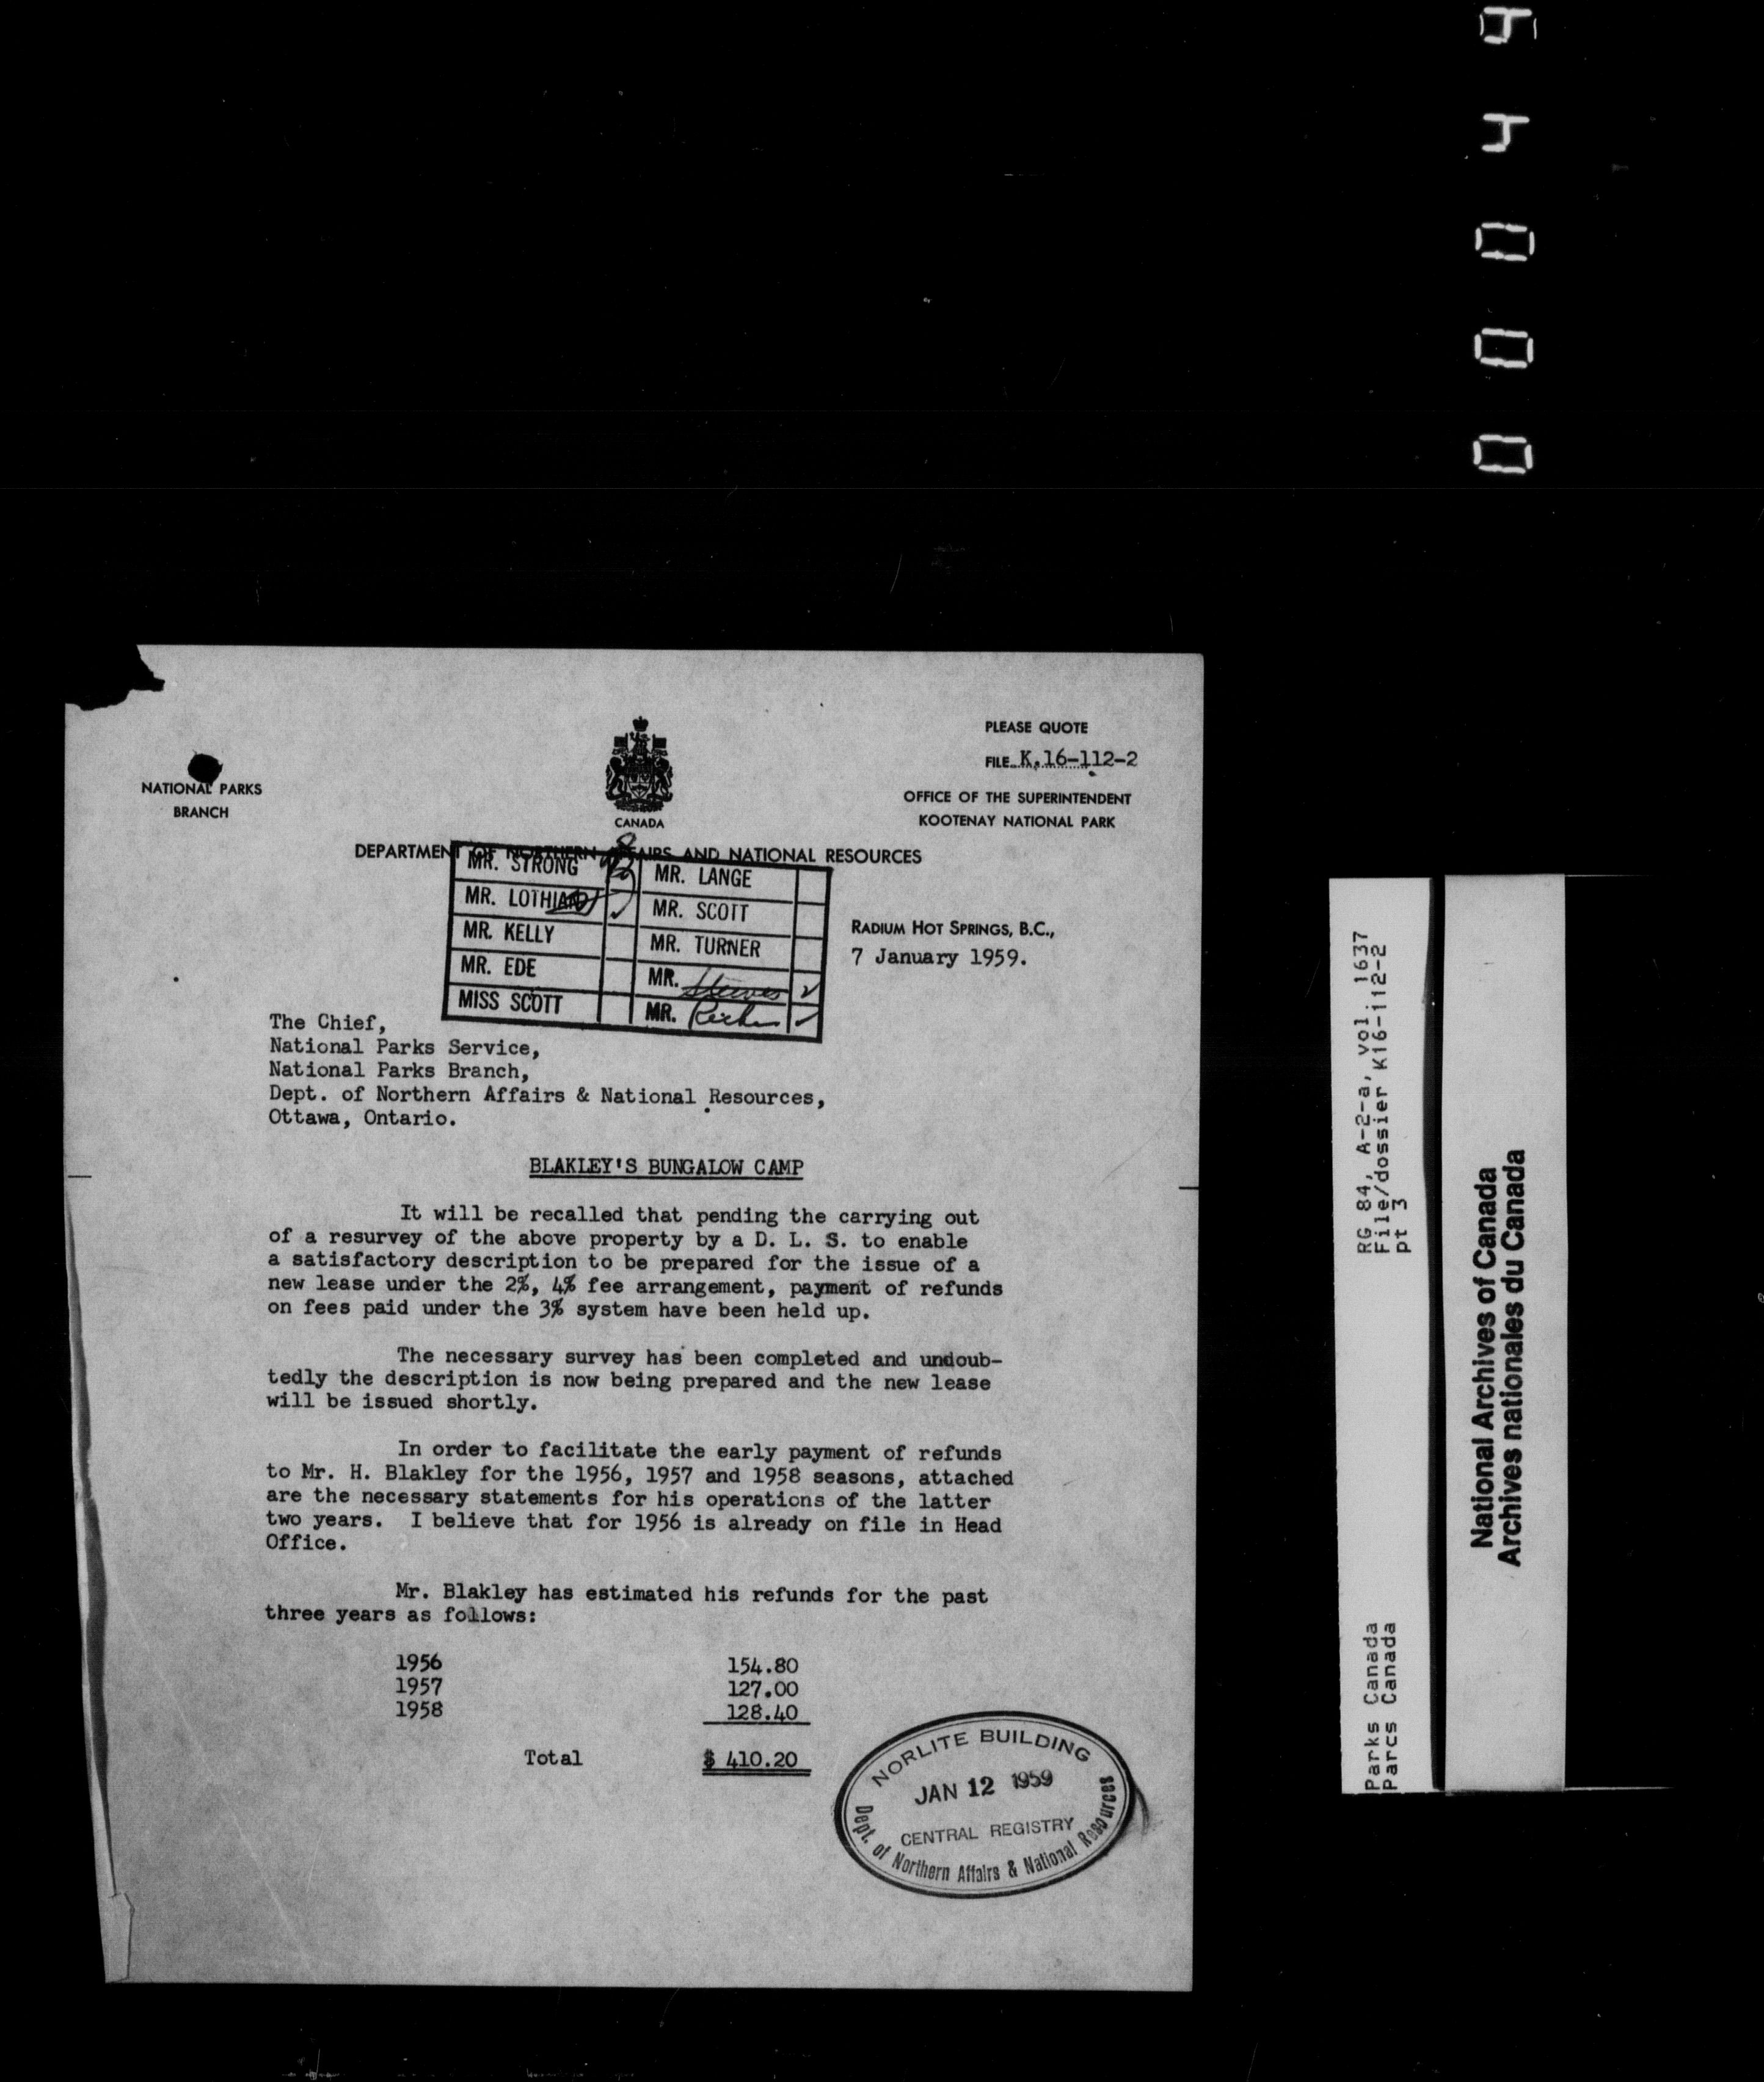 PLEASE QUOTE
FILE K.16-112-2
NATIONAL PARKS
BRANCH
CANADA
OFFICE OF THE SUPERINTENDENT
KOOTENAY NATIONAL PARK
DEPARTMENT OF NORTHERN AFFAIRS AND NATIONAL RESOURCES
MR. STRONG
MR. LANGE
MR. LOTHIAN
MR. SCOTT
MR. KELLY
MR. TURNER
MR. EDE
MR.
MISS SCOTT
MR.
RADIUM HOT SPRINGS, B.C.,
7 January 1959.
The Chief,
National Parks Service,
National Parks Branch,
Dept. of Northern Affairs & National Resources,
Ottawa, Ontario.
BLAKLEY'S BUNGALOW CAMP
It will be recalled that pending the carrying out
of a resurvey of the above property by a D. L. S. to enable
a satisfactory description to be prepared for the issue of a
new lease under the 2%, 4% fee arrangement, payment of refunds
on fees paid under the 3% system have been held up.
The necessary survey has been completed and undoub-
tedly the description is now being prepared and the new lease
will be issued shortly.
In order to facilitate the early payment of refunds
to Mr. H. Blakley for the 1956, 1957 and 1958 seasons, attached
are the necessary statements for his operations of the latter
two years. I believe that for 1956 is already on file in Head
Office.
Mr. Blakley has estimated his refunds for the past
three years as follows:
1956 154.80
1957 127.00
1958 128.40
Total $ 410.20
NORLITE BUILDING
JAN 12 1959
CENTRAL REGISTRY
Dept. of Northern Affairs & National Resources
RG 84, A-2-a, vol. 1637
File/dossier K16-112-2
pt 3
Parks Canada
Parcs Canada
National Archives of Canada
Archives nationales du Canada